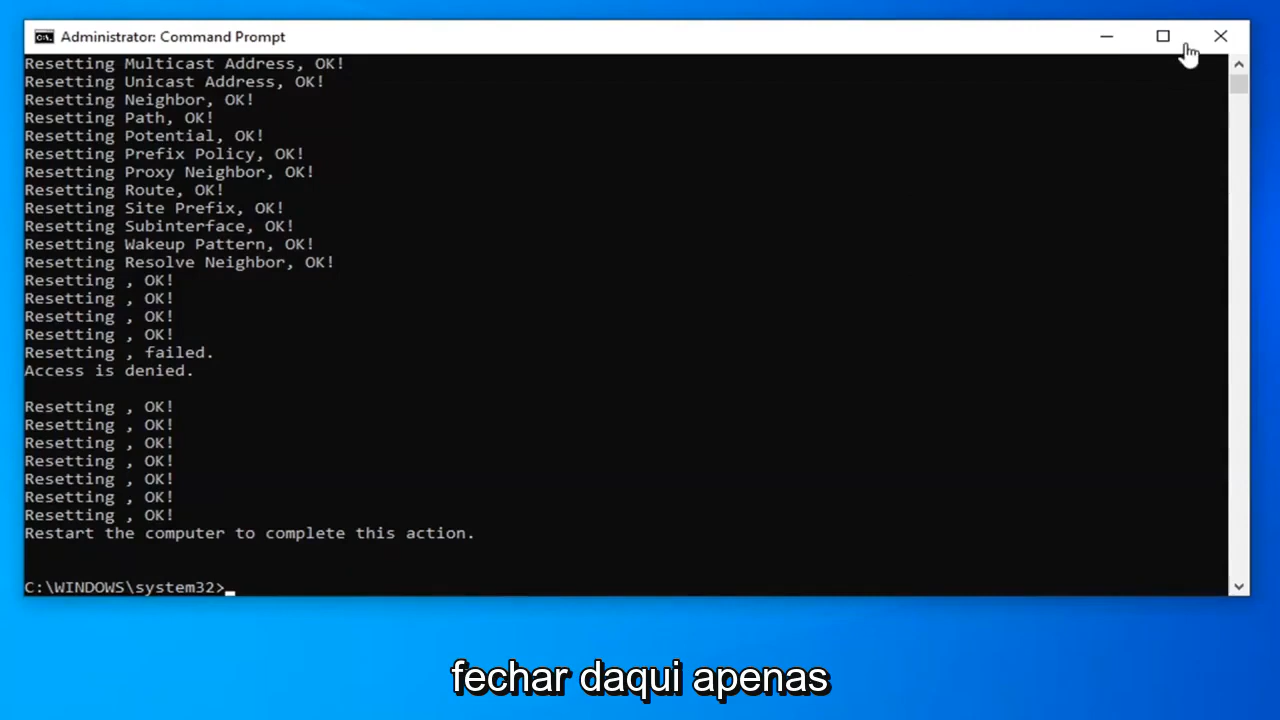 Administrator: Command Prompt
Resetting Multicast Address, OK!
Resetting Unicast Address, OK!
Resetting Neighbor, OK!
Resetting Path, OK!
Resetting Potential, OK!
Resetting Prefix Policy, OK!
Resetting Proxy Neighbor, OK!
Resetting Route, OK!
Resetting Site Prefix, OK!
Resetting Subinterface, OK!
Resetting Wakeup Pattern, OK!
Resetting Resolve Neighbor, OK!
Resetting , OK!
Resetting , OK!
Resetting , OK!
Resetting , OK!
Resetting , failed.
Access is denied.
Resetting , OK!
Resetting , OK!
Resetting , OK!
Resetting , OK!
Resetting , OK!
Resetting , OK!
Resetting , OK!
Restart the computer to complete this action.
C:\WINDOWS\system32>
fechar daqui apenas